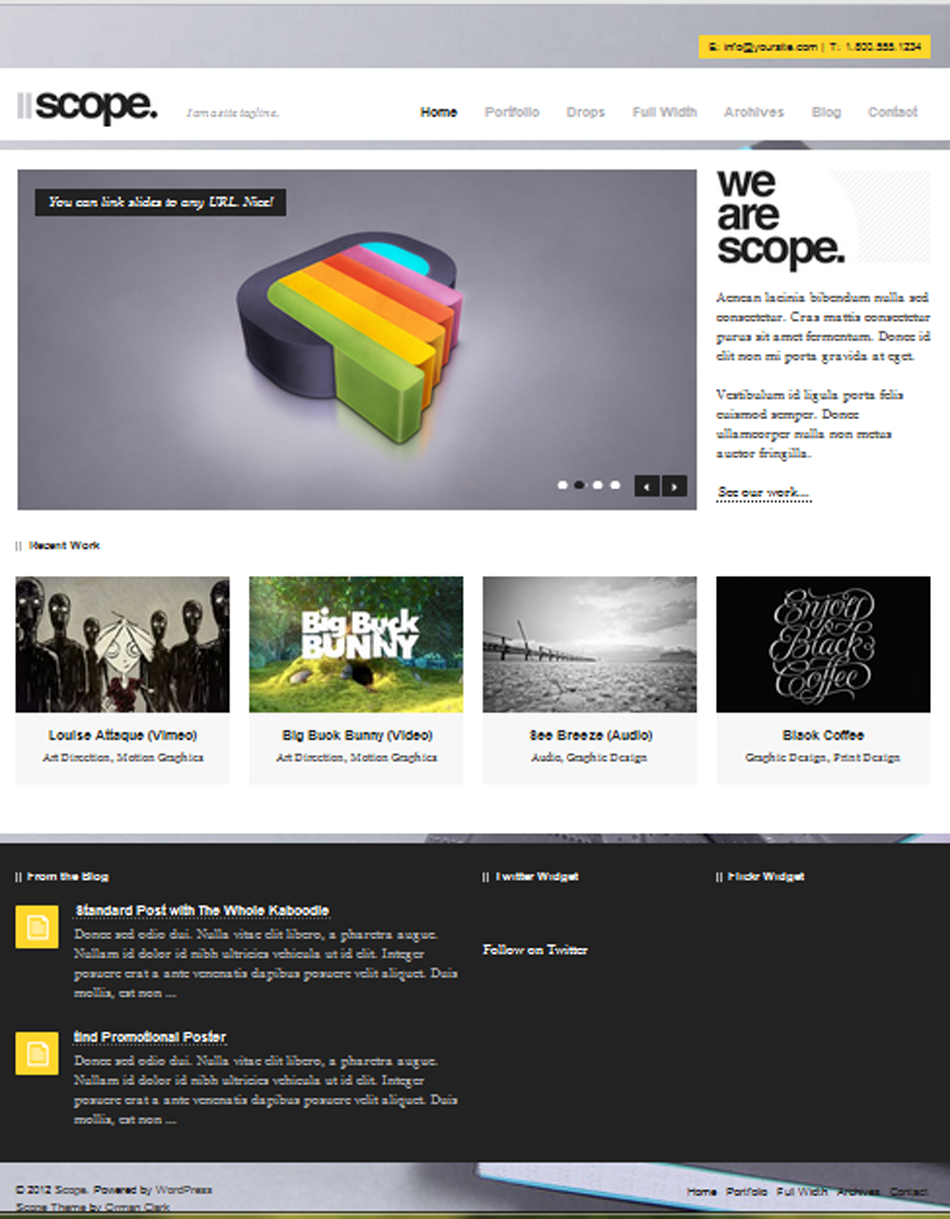 E: info@yoursite.com | T: 1.800.555.1234
scope.
I am a site tagline.
Home Portfolio Drops Full Width Archives Blog Contact
You can link slides to any URL. Nice!
we
are
scope.
Aenean lacinia bibendum nulla sed
consectetur. Cras mattis consectetur
purus sit amet fermentum. Donec id
elit non mi porta gravida at eget.
Vestibulum id ligula porta felis
euismod semper. Donec
ullamcorper nulla non metus
auctor fringilla.
See our work...
|| Recent Work
Big Buck
BUNNY
Enjoy
Black
Coffee
Louise Attaque (Vimeo)
Art Direction, Motion Graphics
Big Buck Bunny (Video)
Art Direction, Motion Graphics
See Breeze (Audio)
Audio, Graphic Design
Black Coffee
Graphic Design, Print Design
|| From the Blog
Standard Post with The Whole Kaboodle
Donec sed odio dui. Nulla vitae elit libero, a pharetra augue.
Nullam id dolor id nibh ultricies vehicula ut id elit. Integer
posuere erat a ante venenatis dapibus posuere velit aliquet. Duis
mollis, est non ...
tind Promotional Poster
Donec sed odio dui. Nulla vitae elit libero, a pharetra augue.
Nullam id dolor id nibh ultricies vehicula ut id elit. Integer
posuere erat a ante venenatis dapibus posuere velit aliquet. Duis
mollis, est non ...
|| Twitter Widget
Follow on Twitter
|| Flickr Widget
© 2012 Scope. Powered by WordPress
Scope Theme by Orman Clark
Home Portfolio Full Width Archives Contact